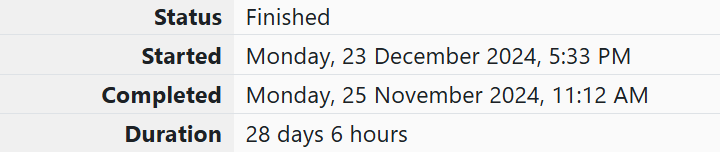 Status Finished
Started Monday, 23 December 2024, 5:33 PM
Completed Monday, 25 November 2024, 11:12 AM
Duration 28 days 6 hours